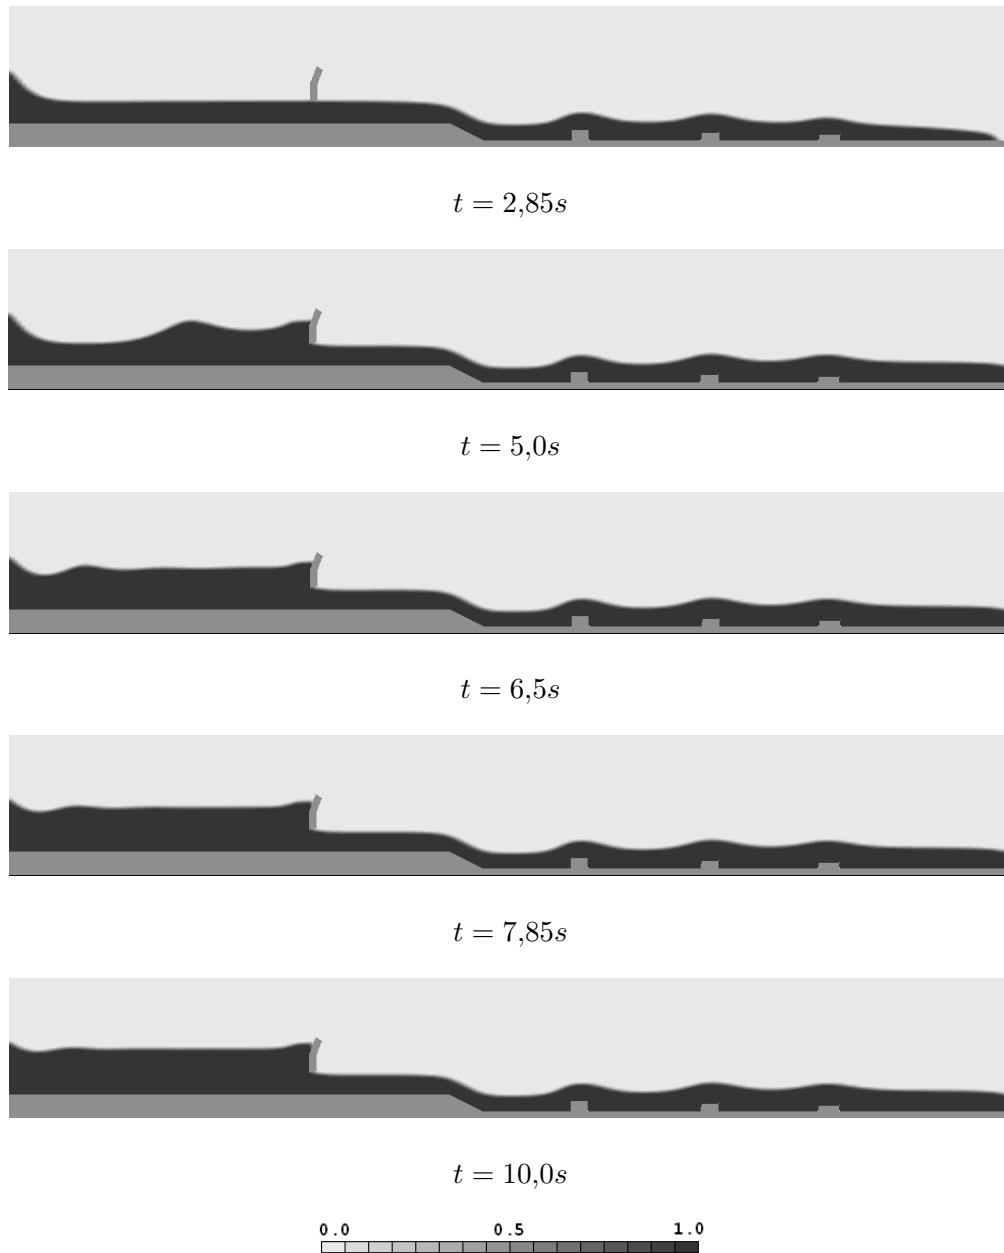 t = 2,85s
t = 5,0s
t = 6,5s
t = 7,85s
t = 10,0s
0.0 0.5 1.0